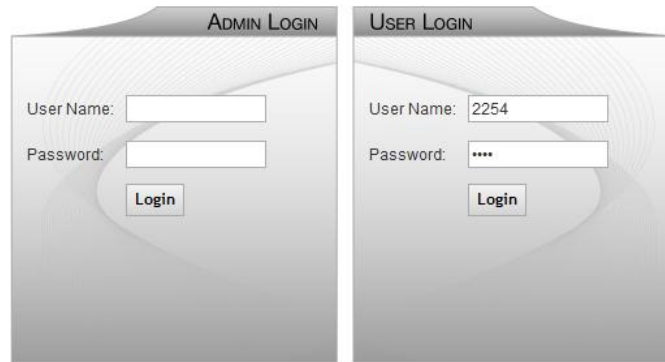 ADMIN LOGIN
User Name:
Password:
Login
USER LOGIN
User Name: 2254
Password: ••••
Login